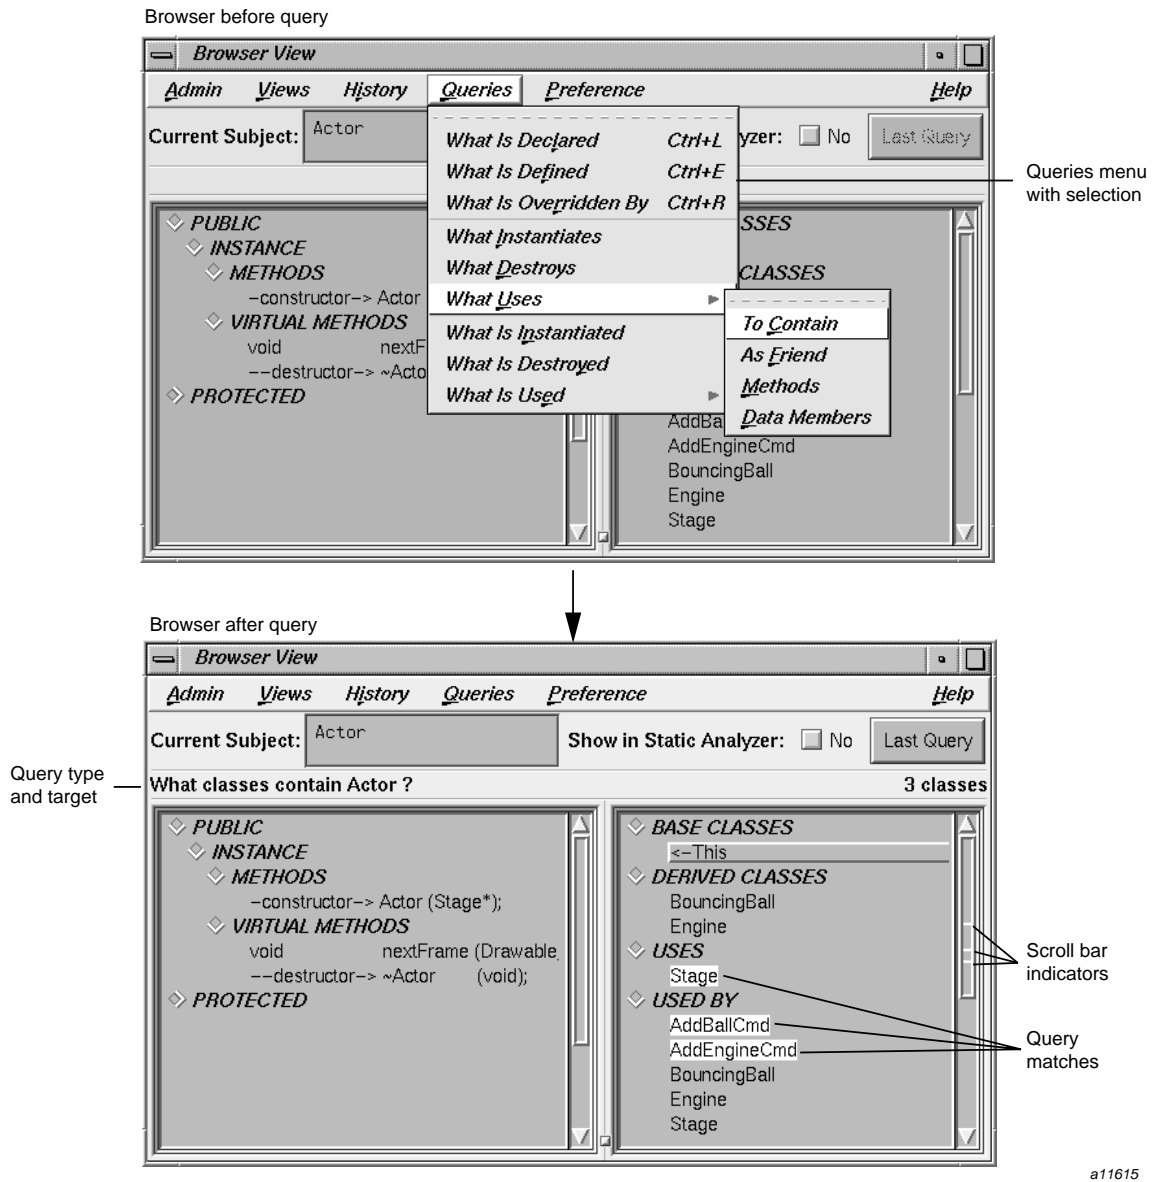 Browser before query
Browser View
Admin Views History Queries Preference Help
Current Subject: Actor yzer: No Last Query
What Is Declared Ctrl+L
What Is Defined Ctrl+E
What Is Overridden By Ctrl+R
What Instantiates
What Destroys
What Uses
What Is Instantiated
What Is Destroyed
What Is Used
To Contain
As Friend
Methods
Data Members
Queries menu
with selection
PUBLIC
INSTANCE
METHODS
-constructor-> Actor
VIRTUAL METHODS
void nextF
--destructor-> ~Acto
PROTECTED
SSES
CLASSES
AddBa
AddEngineCmd
BouncingBall
Engine
Stage
Browser after query
Browser View
Admin Views History Queries Preference Help
Current Subject: Actor Show in Static Analyzer: No Last Query
Query type
and target
What classes contain Actor ? 3 classes
PUBLIC
INSTANCE
METHODS
-constructor-> Actor (Stage*);
VIRTUAL METHODS
void nextFrame (Drawable,
--destructor-> ~Actor (void);
PROTECTED
BASE CLASSES
<-This
DERIVED CLASSES
BouncingBall
Engine
USES
Stage
USED BY
AddBallCmd
AddEngineCmd
BouncingBall
Engine
Stage
Scroll bar
indicators
Query
matches
a11615